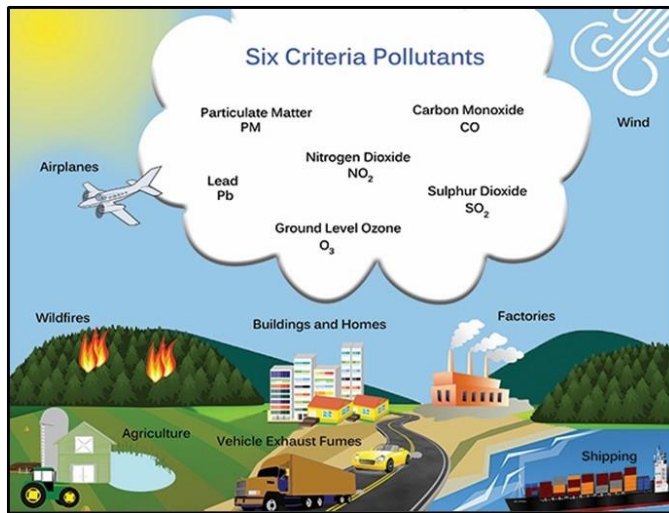 Six Criteria Pollutants
Particulate Matter
PM
Carbon Monoxide
CO
Wind
Nitrogen Dioxide
NO₂
Airplanes
Lead
Pb
Sulphur Dioxide
SO₂
Ground Level Ozone
O₃
Wildfires
Buildings and Homes
Factories
Agriculture
Vehicle Exhaust Fumes
Shipping